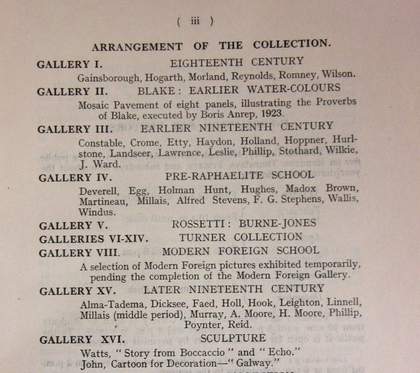 ( iii )
ARRANGEMENT OF THE COLLECTION.
GALLERY I. EIGHTEENTH CENTURY
Gainsborough, Hogarth, Morland, Reynolds, Romney, Wilson.
GALLERY II. BLAKE: EARLIER WATER-COLOURS
Mosaic Pavement of eight panels, illustrating the Proverbs
of Blake, executed by Boris Anrep, 1923.
GALLERY III. EARLIER NINETEENTH CENTURY
Constable, Crome, Etty, Haydon, Holland, Hoppner, Hurl-
stone, Landseer, Lawrence, Leslie, Phillip, Stothard, Wilkie,
J. Ward.
GALLERY IV. PRE-RAPHAELITE SCHOOL
Deverell, Egg, Holman Hunt, Hughes, Madox Brown,
Martineau, Millais, Alfred Stevens, F. G. Stephens, Wallis,
Windus.
GALLERY V. ROSSETTI: BURNE-JONES
GALLERIES VI-XIV. TURNER COLLECTION
GALLERY VIII. MODERN FOREIGN SCHOOL
A selection of Modern Foreign pictures exhibited temporarily,
pending the completion of the Modern Foreign Gallery.
GALLERY XV. LATER NINETEENTH CENTURY
Alma-Tadema, Dicksee, Faed, Holl, Hook, Leighton, Linnell,
Millais (middle period), Murray, A. Moore, H. Moore, Phillip,
Poynter, Reid.
GALLERY XVI. SCULPTURE
Watts, "Story from Boccaccio" and "Echo."
John, Cartoon for Decoration—"Galway."